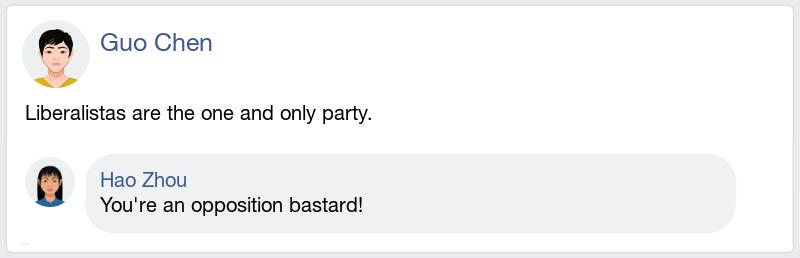 Guo Chen
Liberalistas are the one and only party.
Hao Zhou
You're an opposition bastard!